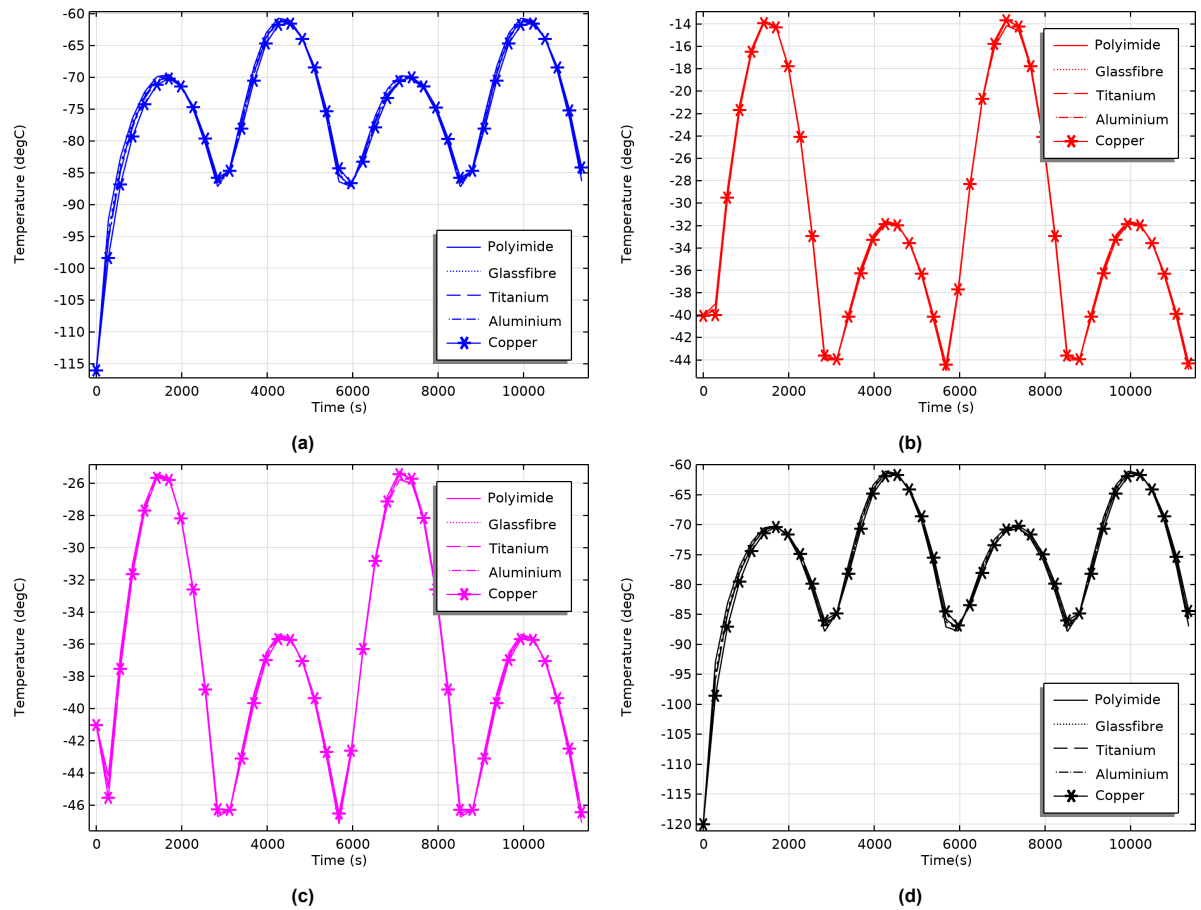 -60
-65
-70
-75
-80
-85
-90
-95
-100
-105
-110
-115
Temperature (degC)
0 2000 4000 6000 8000 10000
Time (s)
Polyimide
Glassfibre
Titanium
Aluminium
Copper
(a)
-14
-16
-18
-20
-22
-24
-26
-28
-30
-32
-34
-36
-38
-40
-42
-44
Temperature (degC)
0 2000 4000 6000 8000 10000
Time (s)
Polyimide
Glassfibre
Titanium
Aluminium
Copper
(b)
-26
-28
-30
-32
-34
-36
-38
-40
-42
-44
-46
Temperature (degC)
0 2000 4000 6000 8000 10000
Time (s)
Polyimide
Glassfibre
Titanium
Aluminium
Copper
(c)
-60
-65
-70
-75
-80
-85
-90
-95
-100
-105
-110
-115
-120
Temperature (degC)
0 2000 4000 6000 8000 10000
Time(s)
Polyimide
Glassfibre
Titanium
Aluminium
Copper
(d)